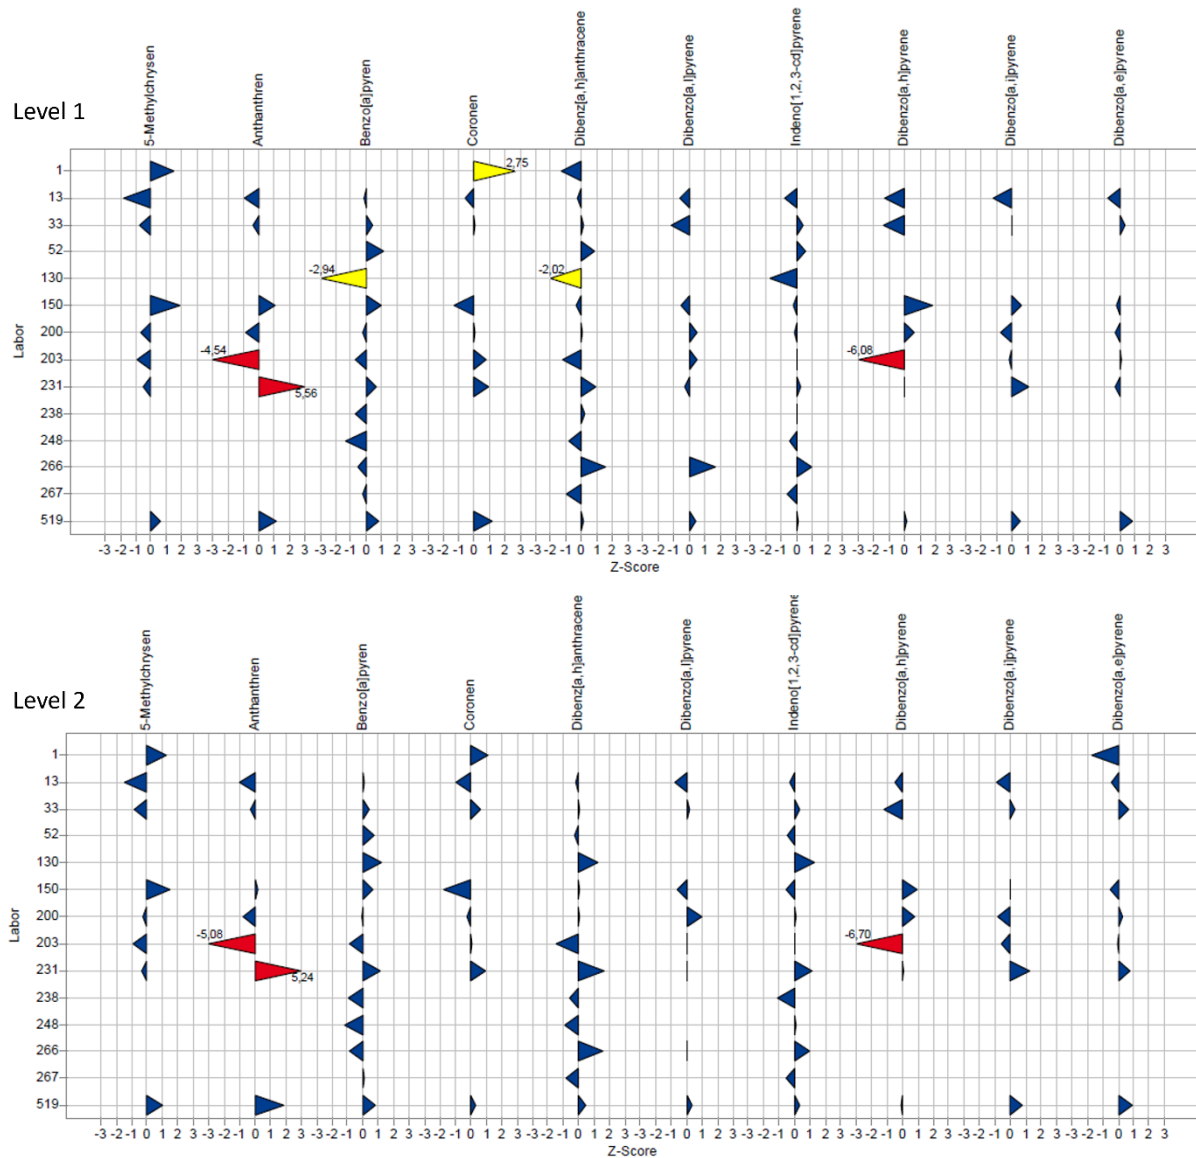 Level 1
5-Methylchrysen
Anthanthren
Benzo[a]pyren
Coronen
Dibenz[a,h]anthracene
Dibenzo[a,l]pyrene
Indeno[1,2,3-cd]pyrene
Dibenzo[a,h]pyrene
Dibenzo[a,i]pyrene
Dibenzo[a,e]pyrene
Labor
1
2,75
13
33
52
130
-2,94
-2,02
150
200
203
-4,54
-6,08
231
5,56
238
248
266
267
519
-3 -2 -1 0 1 2 3 -3 -2 -1 0 1 2 3 -3 -2 -1 0 1 2 3 -3 -2 -1 0 1 2 3 -3 -2 -1 0 1 2 3 -3 -2 -1 0 1 2 3 -3 -2 -1 0 1 2 3 -3 -2 -1 0 1 2 3 -3 -2 -1 0 1 2 3 -3 -2 -1 0 1 2 3
Z-Score
Level 2
5-Methylchrysen
Anthanthren
Benzo[a]pyren
Coronen
Dibenz[a,h]anthracene
Dibenzo[a,l]pyrene
Indeno[1,2,3-cd]pyrene
Dibenzo[a,h]pyrene
Dibenzo[a,i]pyrene
Dibenzo[a,e]pyrene
Labor
1
13
33
52
130
150
200
203
-5,08
-6,70
231
5,24
238
248
266
267
519
-3 -2 -1 0 1 2 3 -3 -2 -1 0 1 2 3 -3 -2 -1 0 1 2 3 -3 -2 -1 0 1 2 3 -3 -2 -1 0 1 2 3 -3 -2 -1 0 1 2 3 -3 -2 -1 0 1 2 3 -3 -2 -1 0 1 2 3 -3 -2 -1 0 1 2 3 -3 -2 -1 0 1 2 3
Z-Score